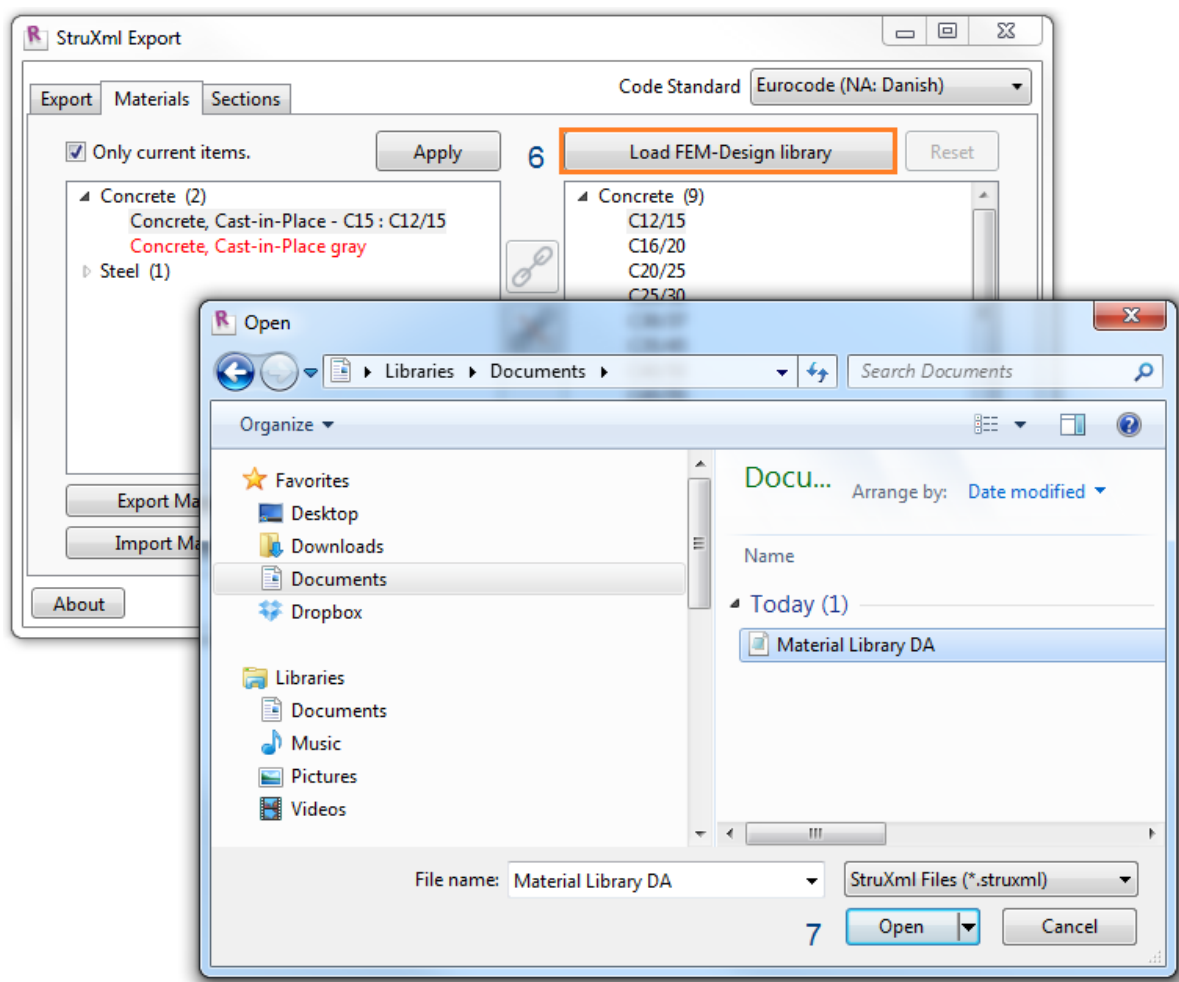 StruXml Export
Code Standard Eurocode (NA: Danish)
Export Materials Sections
Only current items. Apply 6 Load FEM-Design library Reset
Concrete (2)
Concrete, Cast-in-Place - C15 : C12/15
Concrete, Cast-in-Place gray
Steel (1)
Concrete (9)
C12/15
C16/20
C20/25
C25/30
Export Ma
Import Ma
About
Open
Libraries Documents Search Documents
Organize
Favorites
Desktop
Downloads
Documents
Dropbox
Libraries
Documents
Music
Pictures
Videos
Docu... Arrange by: Date modified
Name
Today (1)
Material Library DA
File name: Material Library DA StruXml Files (*.struxml)
7 Open Cancel